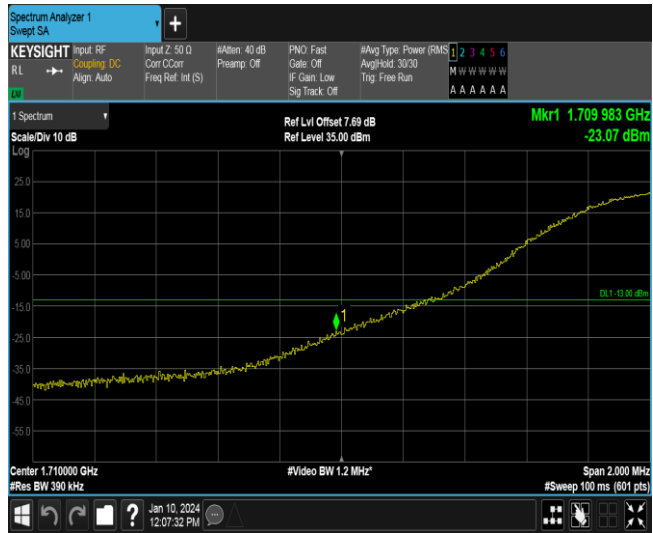 Spectrum Analyzer 1
Swept SA
+
KEYSIGHT
RL
LXI
Input: RF
Coupling: DC
Align: Auto
Input Z: 50 Ω
Corr CCorr
Freq Ref: Int (S)
#Atten: 40 dB
Preamp: Off
PNO: Fast
Gate: Off
IF Gain: Low
Sig Track: Off
#Avg Type: Power (RMS
Avg|Hold: 30/30
Trig: Free Run
1 2 3 4 5 6
M W W W W W
A A A A A A
1 Spectrum
Scale/Div 10 dB
Log
Ref Lvl Offset 7.69 dB
Ref Level 35.00 dBm
Mkr1 1.709 983 GHz
-23.07 dBm
25.0
15.0
5.00
-5.00
DL1 -13.00 dBm
-15.0
1
-25.0
-35.0
-45.0
-55.0
Center 1.710000 GHz
#Video BW 1.2 MHz*
Span 2.000 MHz
#Res BW 390 kHz
#Sweep 100 ms (601 pts)
?
Jan 10, 2024
12:07:32 PM